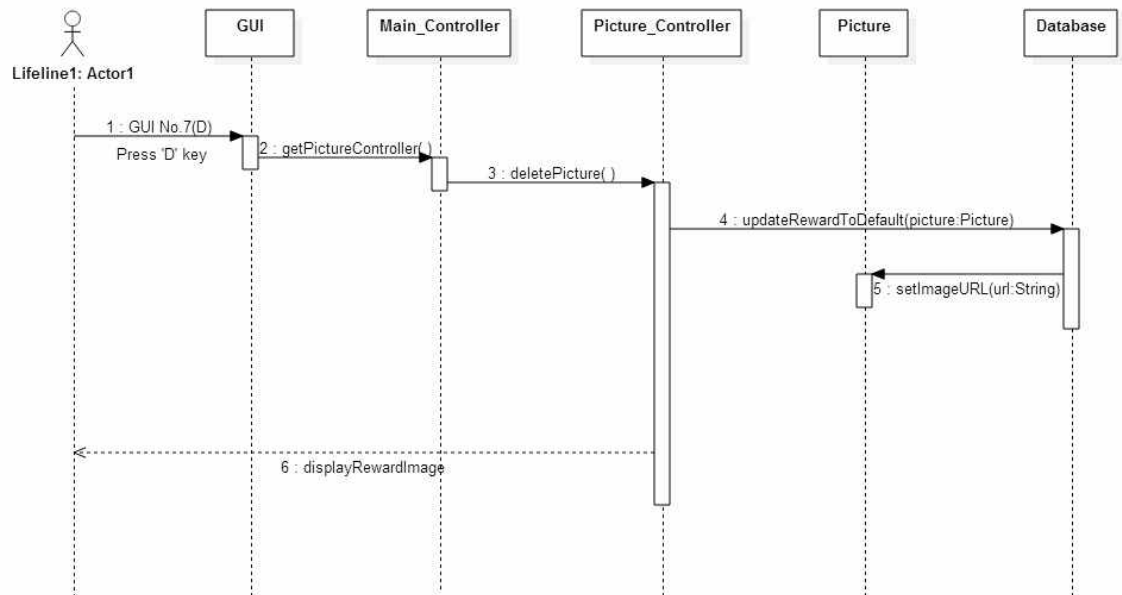 GUI
Main_Controller
Picture_Controller
Picture
Database
Lifeline1: Actor1
1 : GUI No.7(D)
Press 'D' key
2 : getPictureController( )
3 : deletePicture( )
4 : updateRewardToDefault(picture:Picture)
5 : setImageURL(url:String)
6 : displayRewardImage